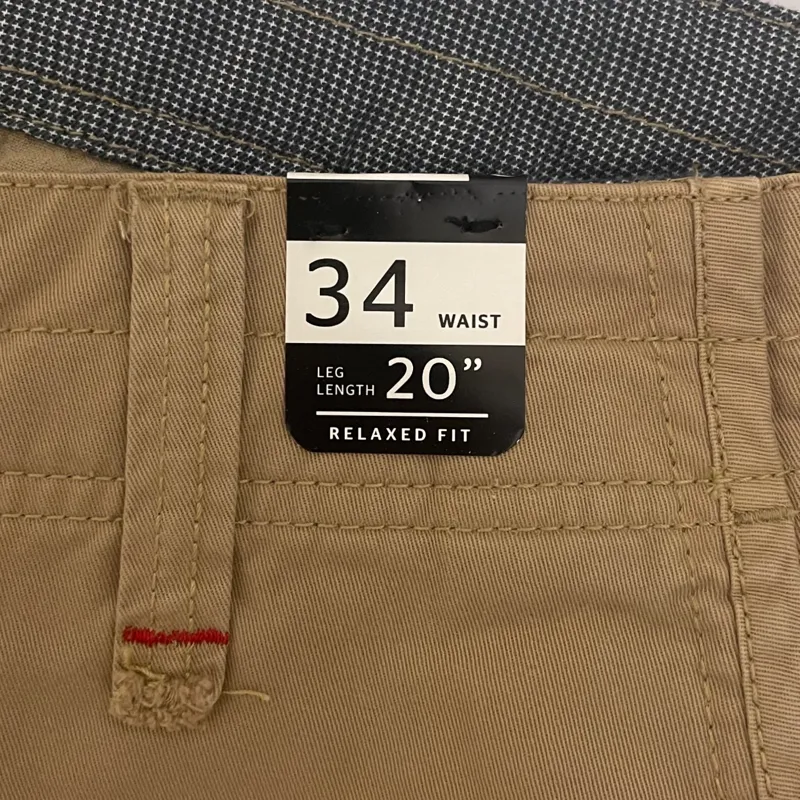 34 WAIST
LEG
LENGTH 20”
RELAXED FIT